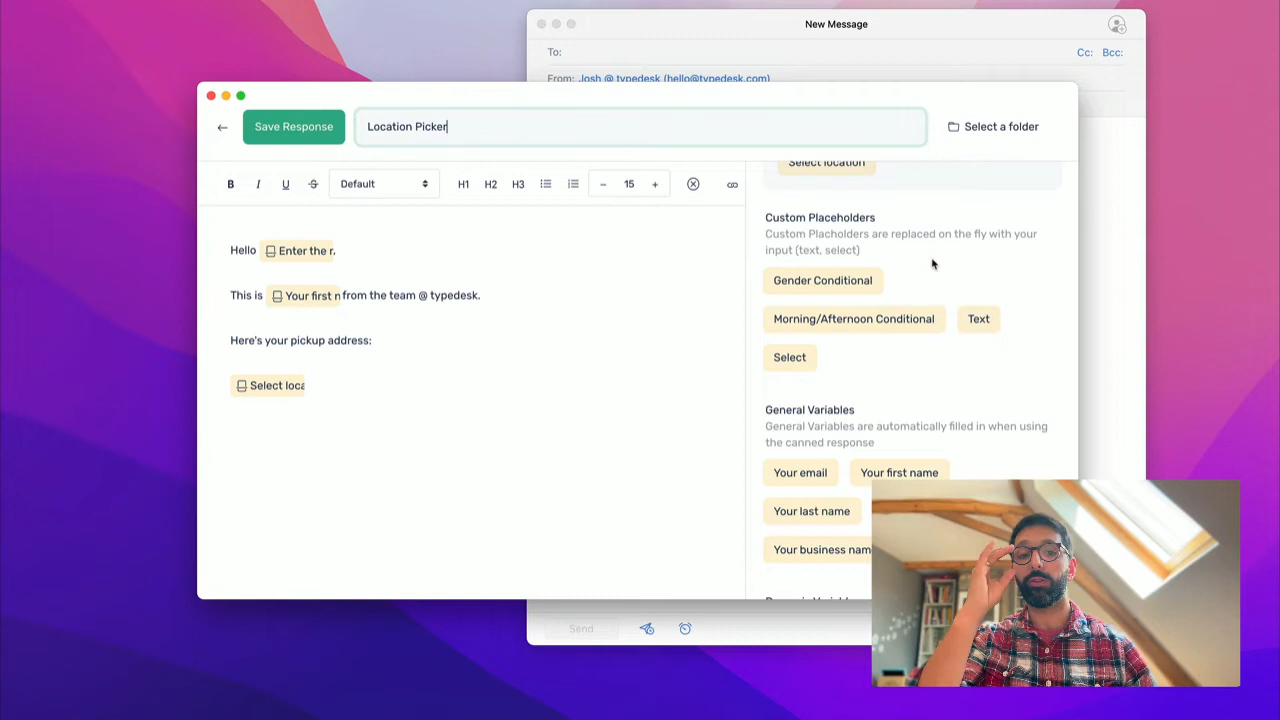 New Message
To:
Cc: Bcc:
From: Josh @ typedesk (hello@typedesk.com)
Save Response
Location Picker
Select a folder
B I U S Default H1 H2 H3 – 15 +
Select location
Hello Enter the r.
This is Your first n from the team @ typedesk.
Here's your pickup address:
Select loca
Custom Placeholders
Custom Placholders are replaced on the fly with your
input (text, select)
Gender Conditional
Morning/Afternoon Conditional Text
Select
General Variables
General Variables are automatically filled in when using
the canned response
Your email Your first name
Your last name
Your business nam
Send